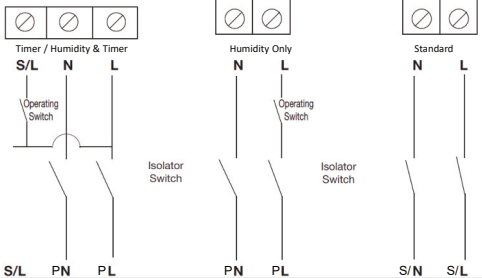 Timer / Humidity & Timer
Humidity Only
Standard
S/L N L
N L
N L
Operating
Switch
Operating
Switch
Isolator
Switch
Isolator
Switch
S/L PN PL
PN PL
S/N S/L